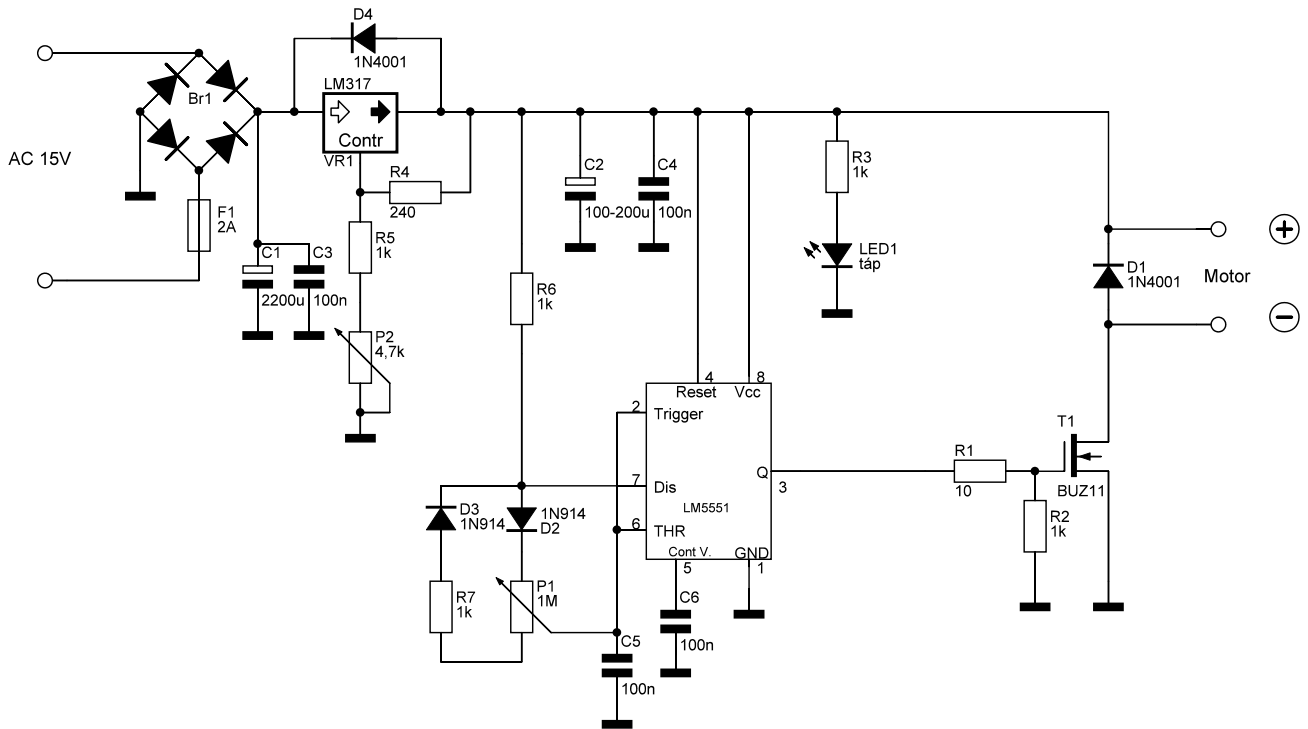 D4
1N4001
LM317
Br1
Contr
VR1
AC 15V
R4
240
F1
2A
R5
1k
C1
2200u
C3
100n
P2
4,7k
C2
100-200u
C4
100n
R3
1k
LED1
táp
D1
1N4001
Motor
+
−
R6
1k
4
8
Reset
Vcc
2
Trigger
7
Dis
Q
3
LM5551
6
THR
Cont V.
GND
5
1
R1
10
T1
BUZ11
R2
1k
D3
1N914
1N914
D2
R7
1k
P1
1M
C5
100n
C6
100n